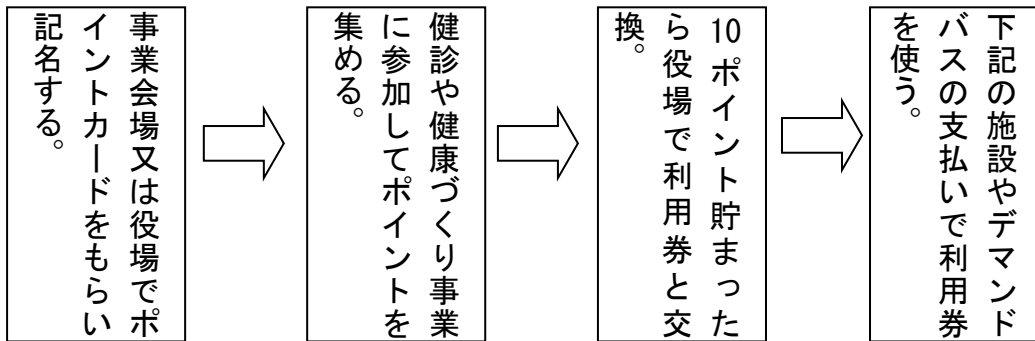 事業会場又は役場でポ
イントカードをもらい
記名する。
健診や健康づくり事業
に参加してポイントを
集める。
10ポイント貯まった
ら役場で利用券と交
換。
下記の施設やデマンド
バスの支払いで利用券
を使う。